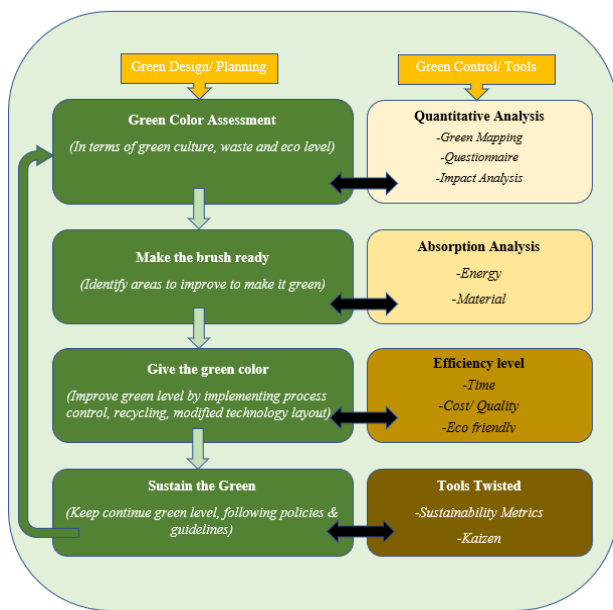 Green Design/ Planning
Green Control/ Tools
Green Color Assessment
(In terms of green culture, waste and eco level)
Quantitative Analysis
-Green Mapping
-Questionnaire
-Impact Analysis
Make the brush ready
(Identify areas to improve to make it green)
Absorption Analysis
-Energy
-Material
Give the green color
(Improve green level by implementing process
control, recycling, modified technology layout)
Efficiency level
-Time
-Cost/ Quality
-Eco friendly
Sustain the Green
(Keep continue green level, following policies &
guidelines)
Tools Twisted
-Sustainability Metrics
-Kaizen